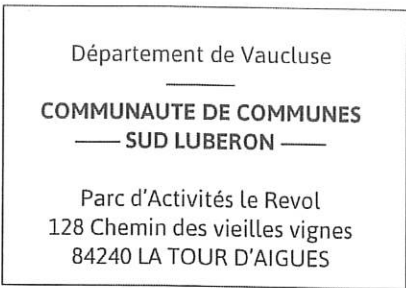 Département de Vaucluse
COMMUNAUTE DE COMMUNES
SUD LUBERON
Parc d'Activités le Revol
128 Chemin des vieilles vignes
84240 LA TOUR D'AIGUES